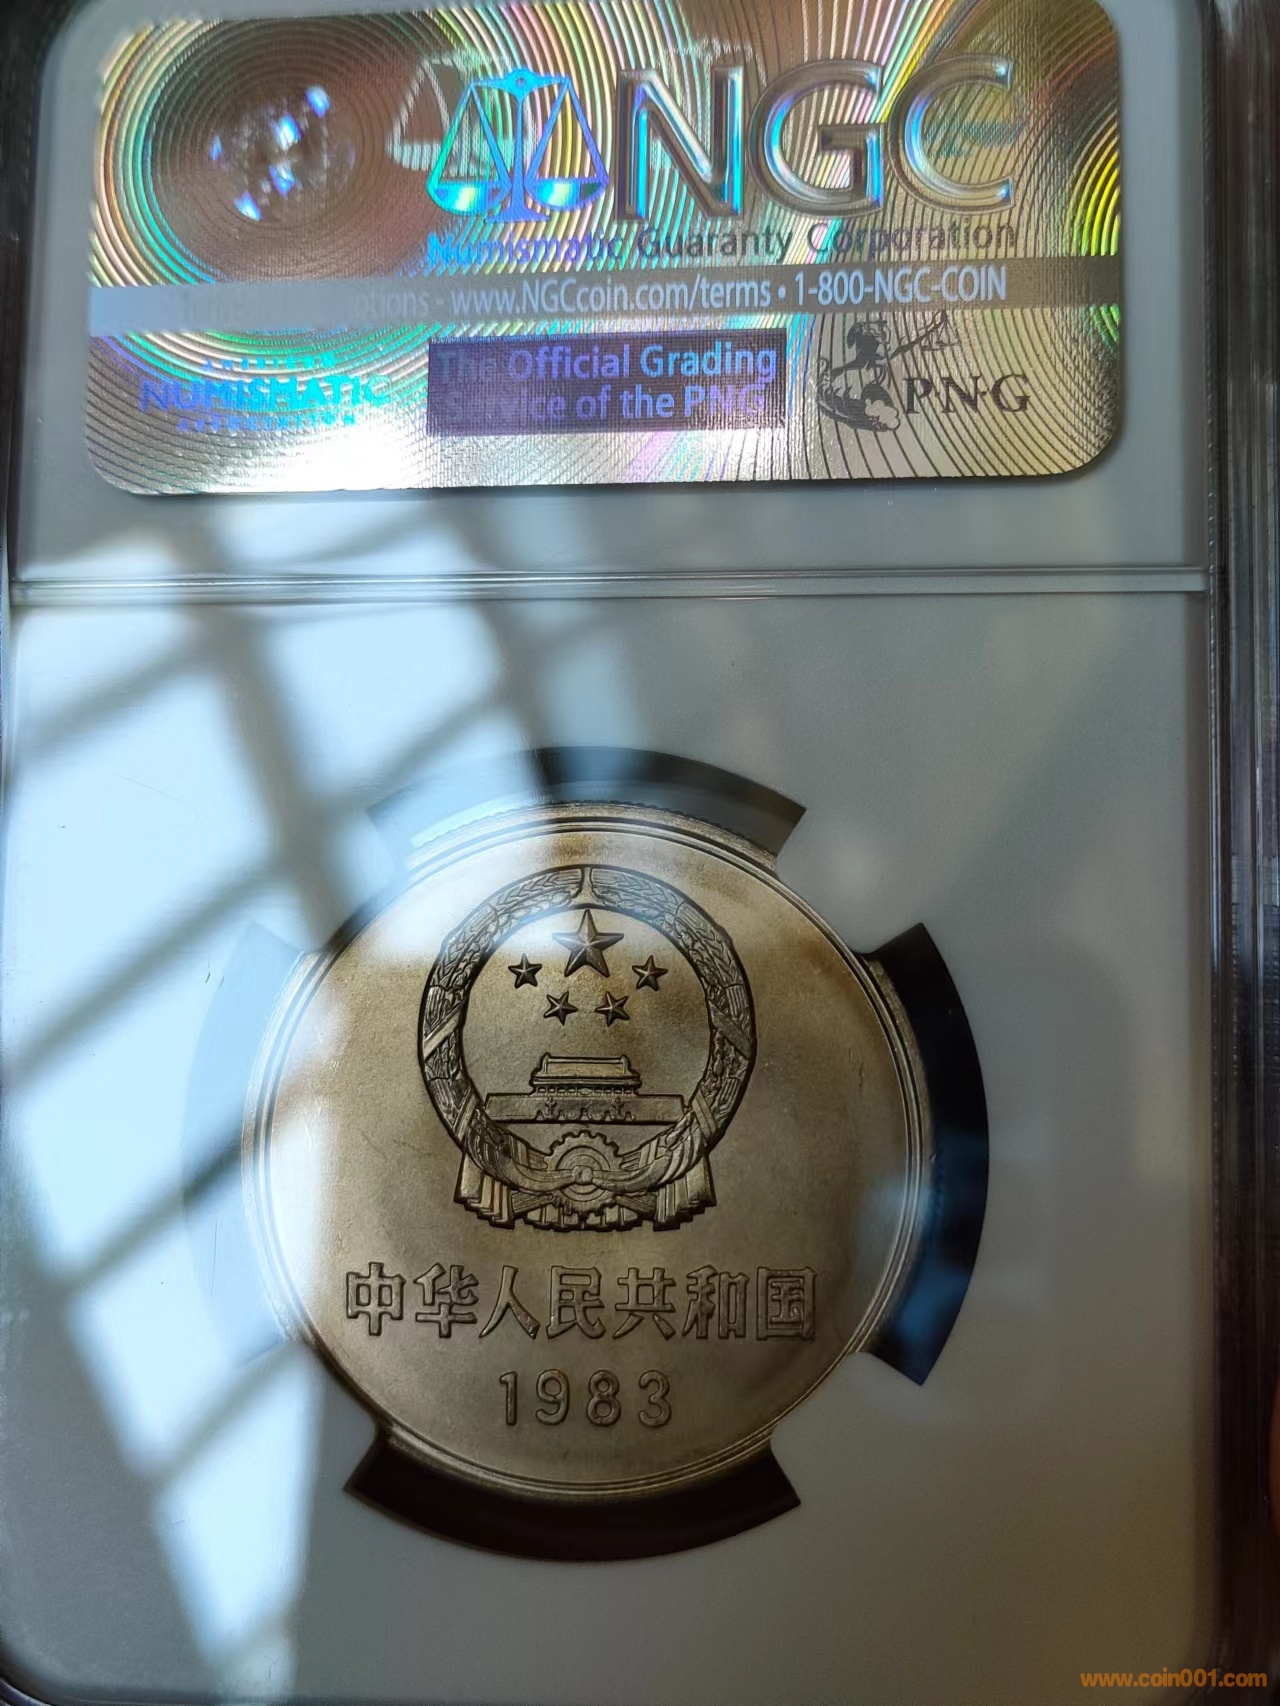 NGC
Numismatic Guaranty Corporation
- www.NGCcoin.com/terms • 1-800-NGC-COIN
NUMISMATIC
The Official Grading
Service of the PNG
PNG
中华人民共和国
1983
www.coin001.com